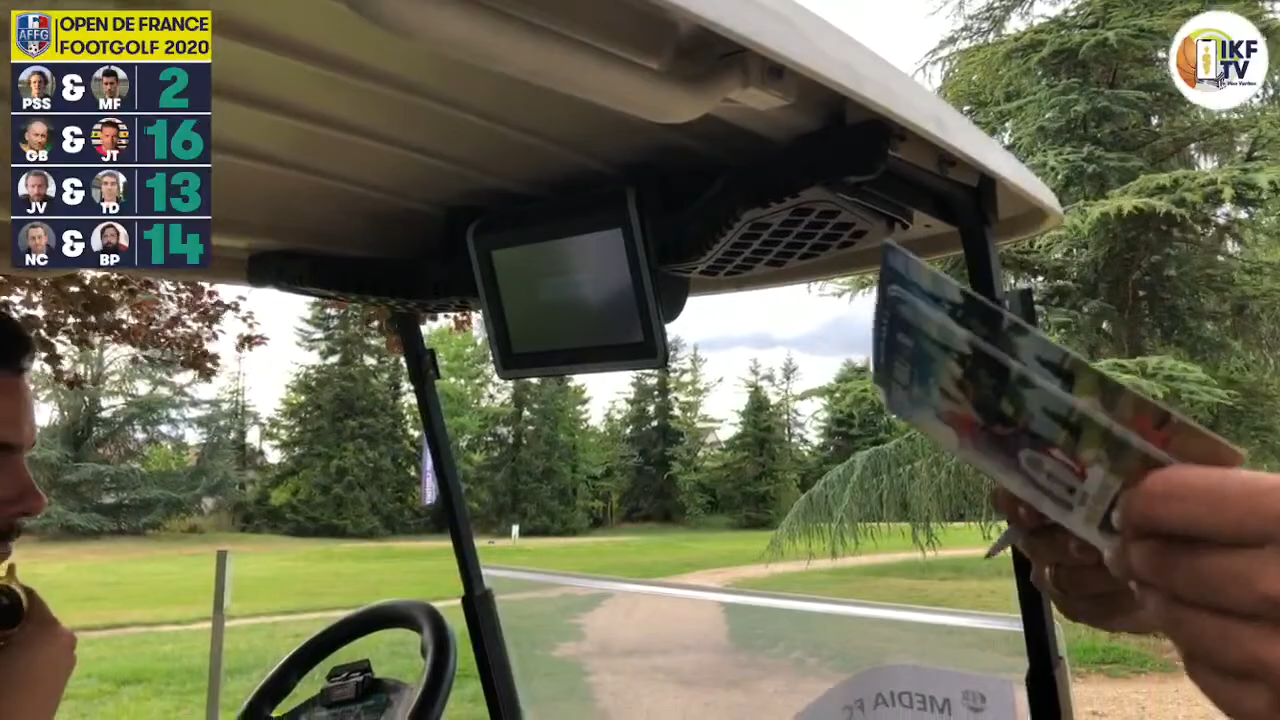 AFFG
OPEN DE FRANCE
FOOTGOLF 2020
PSS & MF 2
GB & JT 16
JV & TD 13
NC & BP 14
IKF
TV
MEDIA